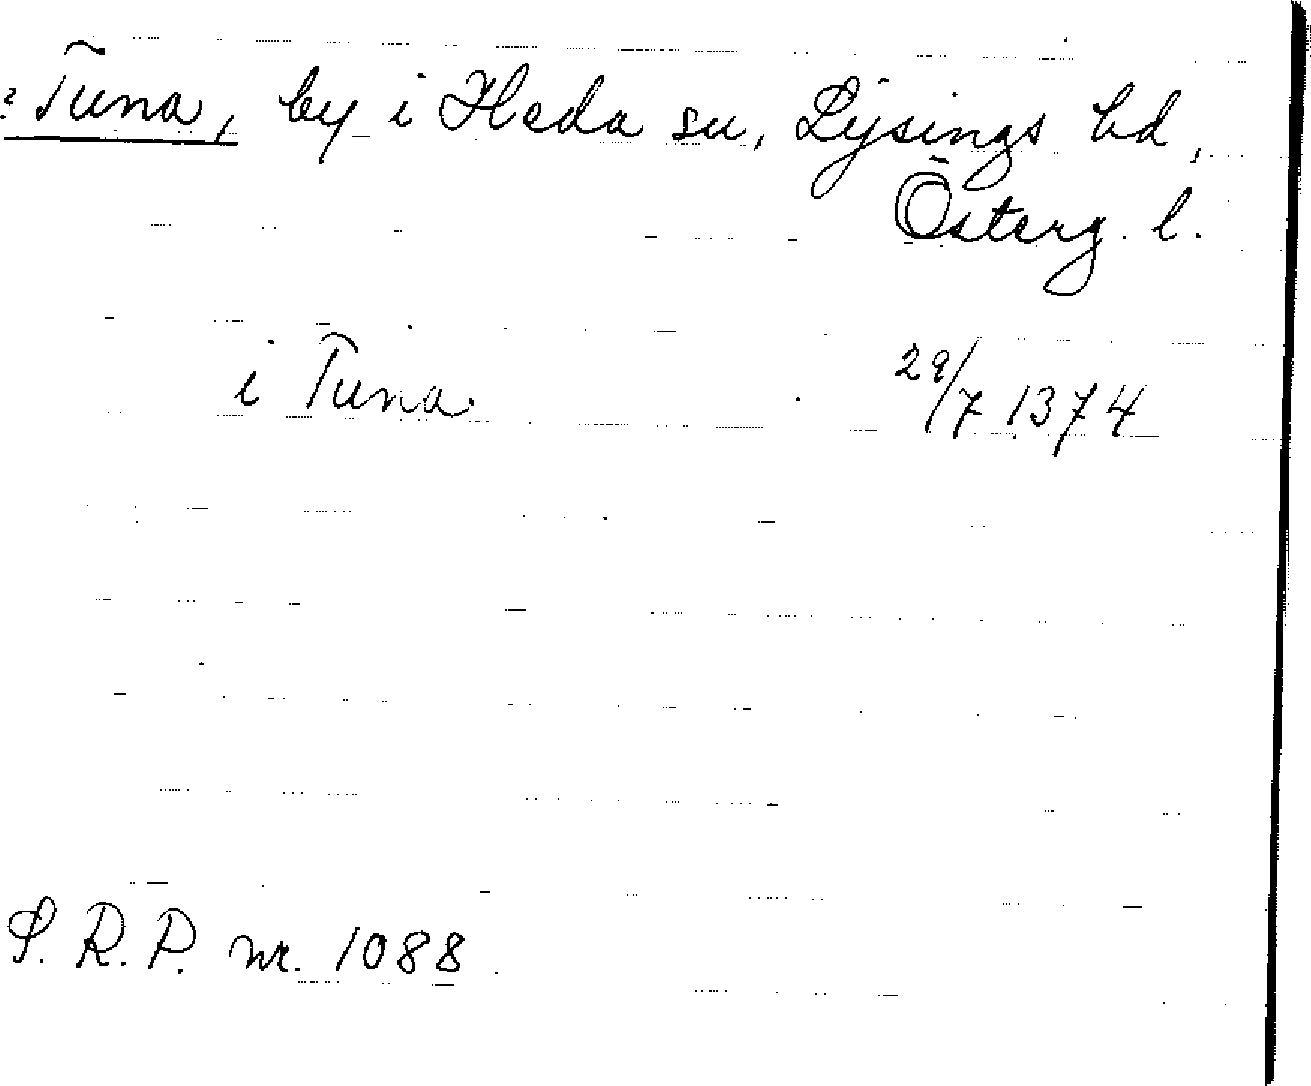 ? Tuna, by i Heda sn, Lysings hd,
Österg. l.
i Tuna 29/7 1374
S. R. P. nr. 1088